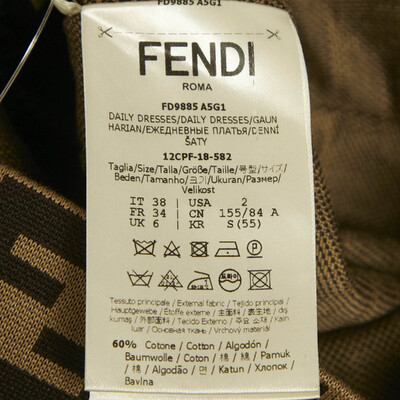 FD9885 A5G1
FENDI
ROMA
FD9885 A5G1
DAILY DRESSES/DAILY DRESSES/GAUN
HARIAN/ЕЖЕДНЕВНЫЕ ПЛАТЬЯ/DENNÍ
ŠATY
12CPF-18-582
Taglia/Size/Talla/Größe/Taille/号型/サイズ/
Beden/Tamanho/크기/Ukuran/Размер/
Velikost
IT 38 USA 2
FR 34 CN 155/84 A
UK 6 KR S(55)
Tessuto principale / External fabric / Tejido principal /
Hauptgewebe / Étoffe externe / 主面料 / 表生地 / dış
kumaş / 外部面料 / Tecido Externo / 주요 소재 / Kain
luar / Основная ткань / Vrchový materiál
60% Cotone / Cotton / Algodón /
Baumwolle / Coton / 棉 / 綿 / Pamuk
/ 棉 / Algodão / 면 / Katun / Хлопок /
Bavlna